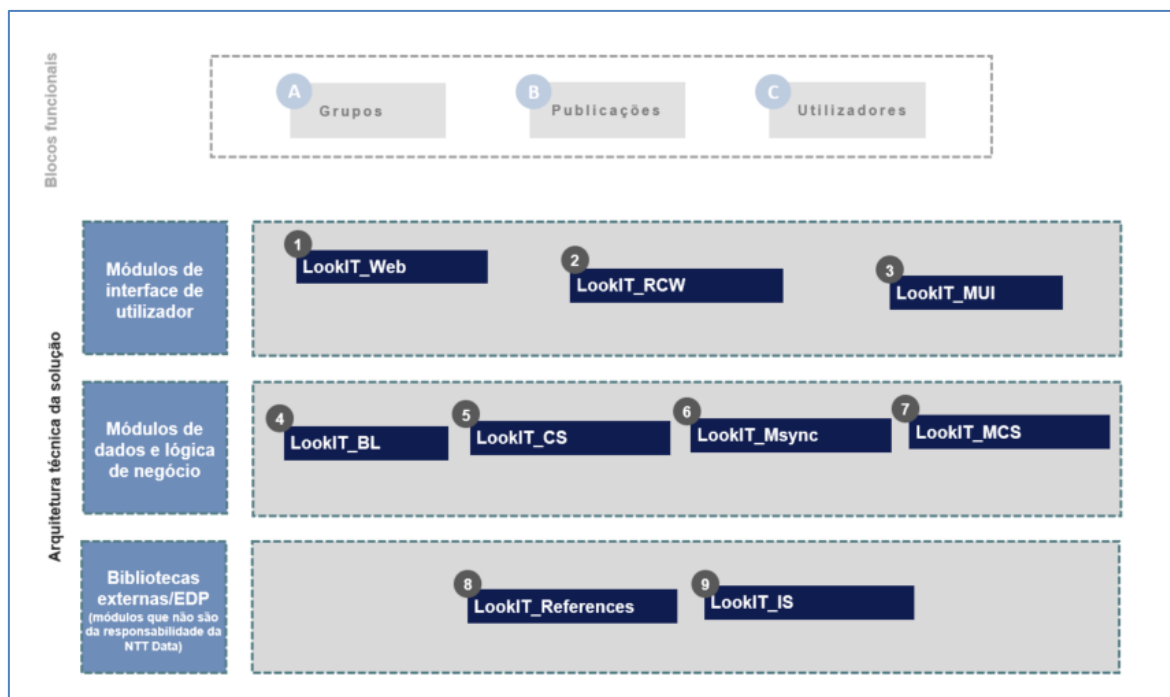 Blocos funcionais
A
Grupos
B
Publicações
C
Utilizadores
Arquitetura técnica da solução
Módulos de
interface de
utilizador
1
LookIT_Web
2
LookIT_RCW
3
LookIT_MUI
Módulos de
dados e lógica
de negócio
4
LookIT_BL
5
LookIT_CS
6
LookIT_Msync
7
LookIT_MCS
Bibliotecas
externas/EDP
(módulos que não são
da responsabilidade da
NTT Data)
8
LookIT_References
9
LookIT_IS